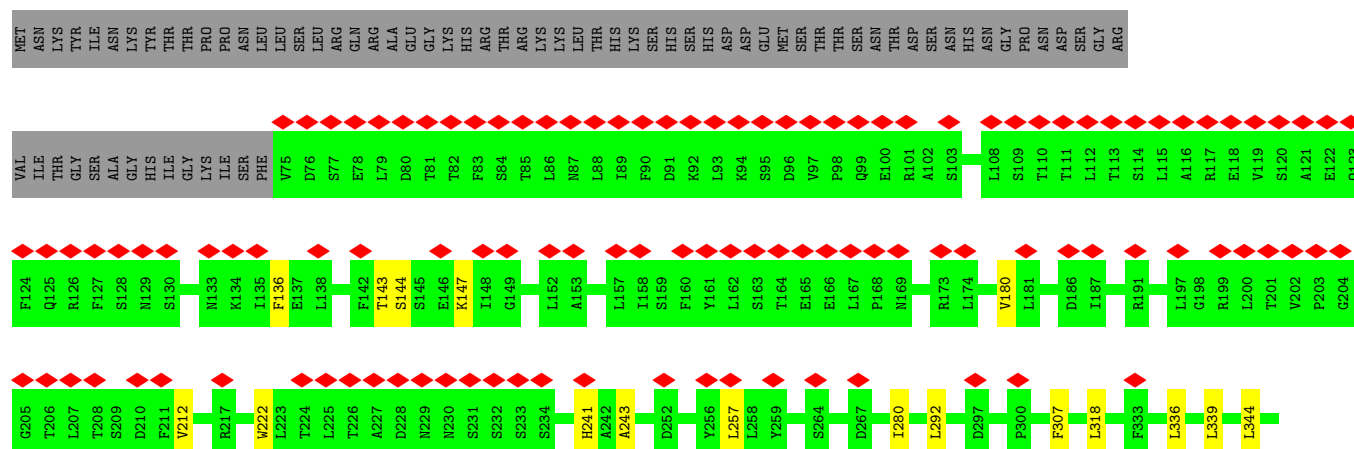 MET ASN LYS TYR ILE ASN LYS TYR THR THR PRO PRO ASN LEU LEU SER LEU ARG GLN ARG ALA GLU GLY LYS HIS ARG THR ARG LYS LYS LEU THR HIS LYS SER HIS SER HIS ASP ASP GLU MET SER THR THR SER ASN THR ASP SER ASN HIS ASN GLY PRO ASN ASP SER GLY ARG
VAL ILE THR GLY SER ALA GLY HIS ILE GLY LYS ILE SER PHE V75 D76 S77 E78 L79 D80 T81 T82 F83 S84 T85 L86 N87 L88 I89 F90 D91 K92 L93 K94 S95 D96 V97 P98 Q99 E100 R101 A102 S103 L108 S109 T110 T111 L112 T113 S114 L115 A116 R117 E118 V119 S120 A121 E122 Q123
F124 Q125 R126 F127 S128 N129 S130 N133 K134 I135 F136 E137 L138 F142 T143 S144 S145 E146 K147 I148 G149 L152 A153 L157 I158 S159 F160 Y161 L162 S163 T164 E165 E166 L167 P168 N169 R173 L174 V180 L181 D186 I187 R191 L197 G198 R199 L200 T201 V202 P203 G204
G205 T206 L207 T208 S209 D210 F211 V212 R217 W222 L223 T224 L225 T226 A227 D228 N229 N230 S231 S232 S233 S234 H241 A242 A243 D252 Y256 L257 L258 Y259 S264 D267 I280 L292 D297 P300 F307 L318 F333 L336 L339 L344